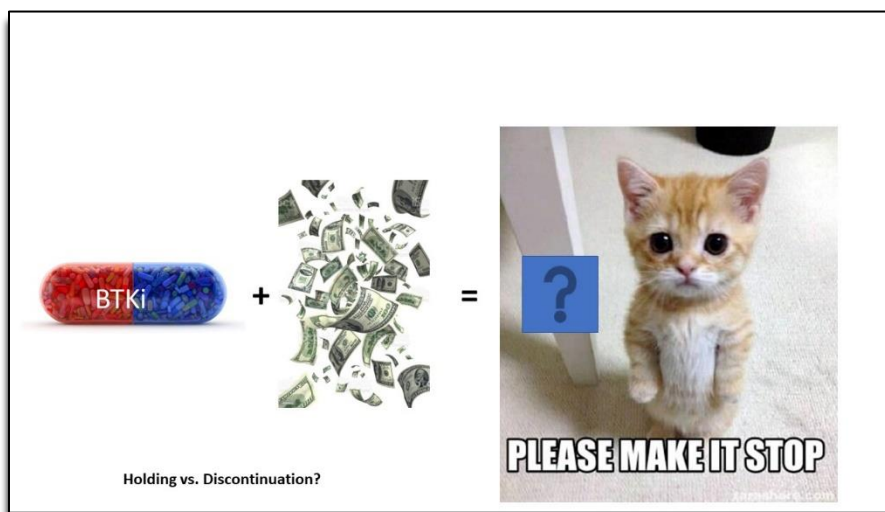 BTKi
+
=
?
PLEASE MAKE IT STOP
Holding vs. Discontinuation?